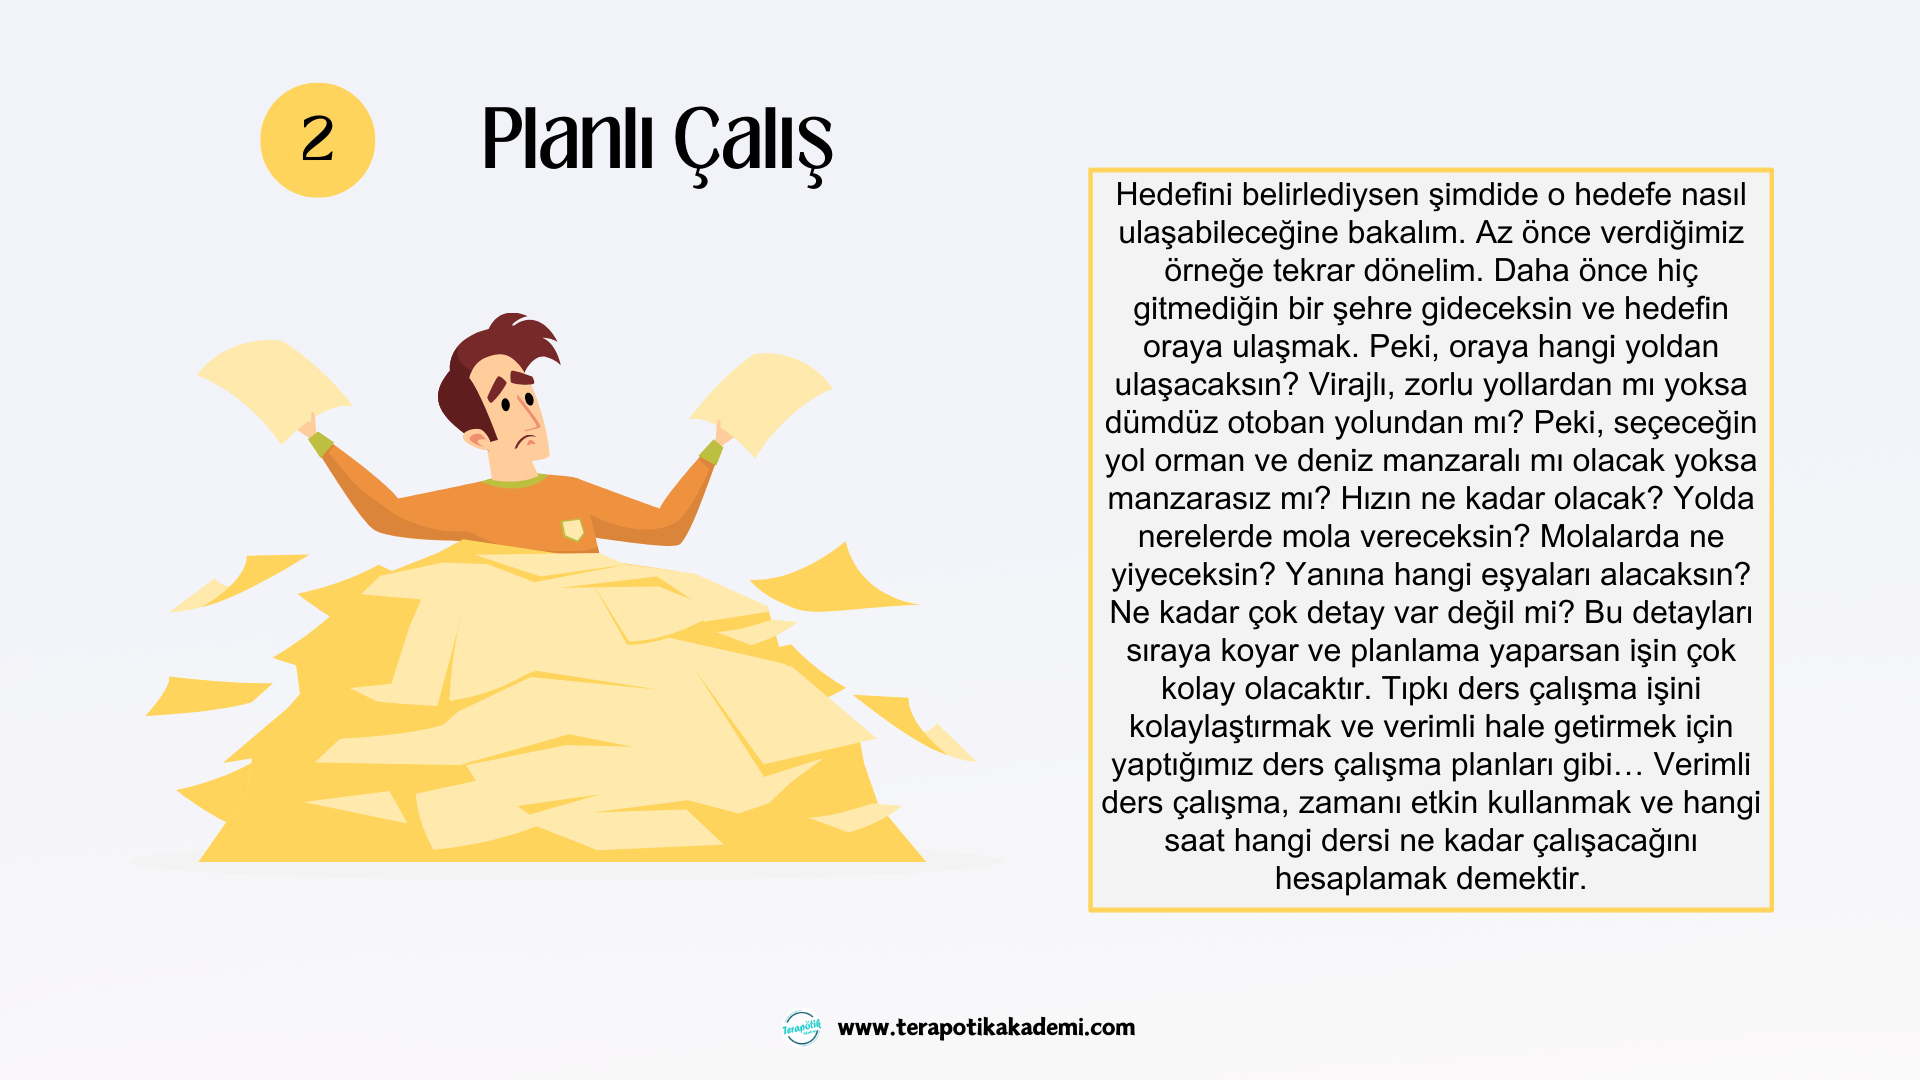 2
Planlı Çalış
Hedefini belirlediysen şimdide o hedefe nasıl
ulaşabileceğine bakalım. Az önce verdiğimiz
örneğe tekrar dönelim. Daha önce hiç
gitmediğin bir şehre gideceksin ve hedefin
oraya ulaşmak. Peki, oraya hangi yoldan
ulaşacaksın? Virajlı, zorlu yollardan mı yoksa
dümdüz otoban yolundan mı? Peki, seçeceğin
yol orman ve deniz manzaralı mı olacak yoksa
manzarasız mı? Hızın ne kadar olacak? Yolda
nerelerde mola vereceksin? Molalarda ne
yiyeceksin? Yanına hangi eşyaları alacaksın?
Ne kadar çok detay var değil mi? Bu detayları
sıraya koyar ve planlama yaparsan işin çok
kolay olacaktır. Tıpkı ders çalışma işini
kolaylaştırmak ve verimli hale getirmek için
yaptığımız ders çalışma planları gibi… Verimli
ders çalışma, zamanı etkin kullanmak ve hangi
saat hangi dersi ne kadar çalışacağını
hesaplamak demektir.
Terapötik
www.terapotikakademi.com